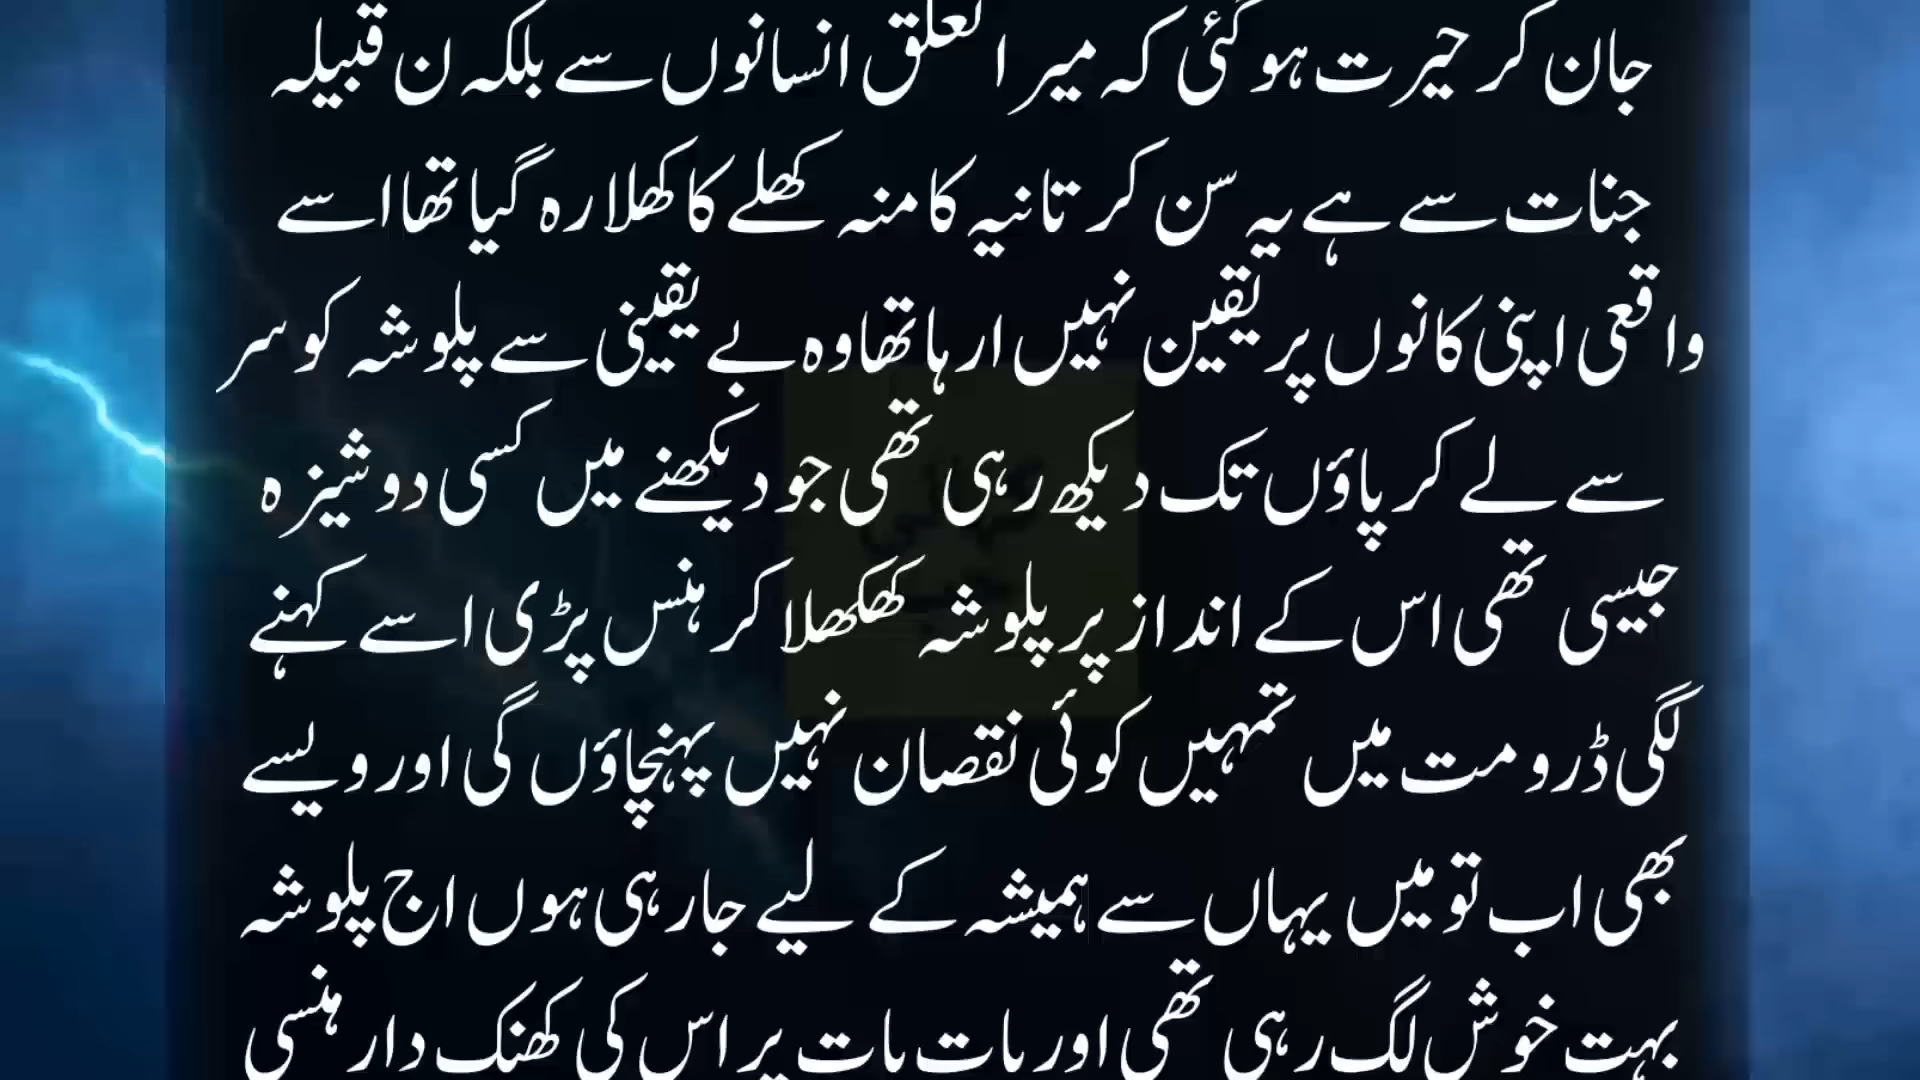 جان کر حیرت ہو گئی کہ میرا تعلق انسانوں سے بلکہ ن قبیلہ
جنات سے ہے یہ سن کر تانیہ کا منہ کھلے کا کھلا رہ گیا تھا اسے
واقعی اپنی کانوں پر یقین نہیں ارہا تھا وہ بے یقینی سے پلوشہ کو سر
سے لے کر پاؤں تک دیکھ رہی تھی جو دیکھنے میں کسی دوشیزہ
جیسی تھی اس کے انداز پر پلوشہ کھکھلا کر ہنس پڑی اسے کہنے
لگی ڈرو مت میں تمہیں کوئی نقصان نہیں پہنچاؤں گی اور ویسے
بھی اب تو میں یہاں سے ہمیشہ کے لیے جا رہی ہوں اج پلوشہ
بہت خوش لگ رہی تھی اور بات بات پر اس کی کھنک دار ہنسی